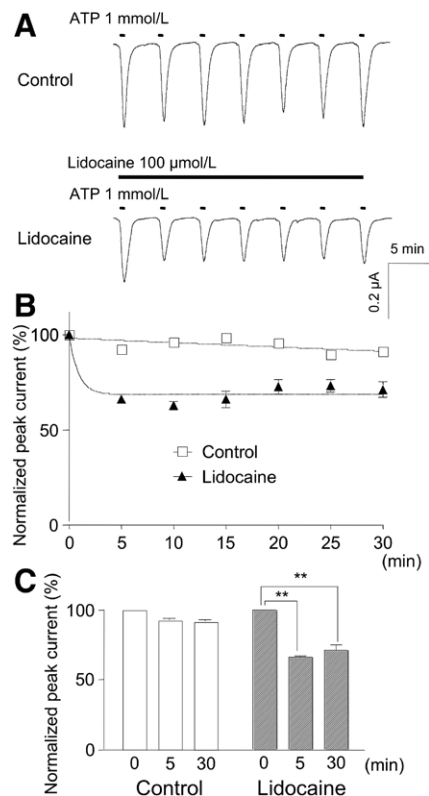 A
ATP 1 mmol/L
Control
Lidocaine 100 μmol/L
ATP 1 mmol/L
Lidocaine
5 min
0.2 μA
B
Normalized peak current (%)
100
50
0
Control
Lidocaine
0 5 10 15 20 25 30
(min)
C
Normalized peak current (%)
100
50
0
**
**
0 5 30 0 5 30 (min)
Control Lidocaine